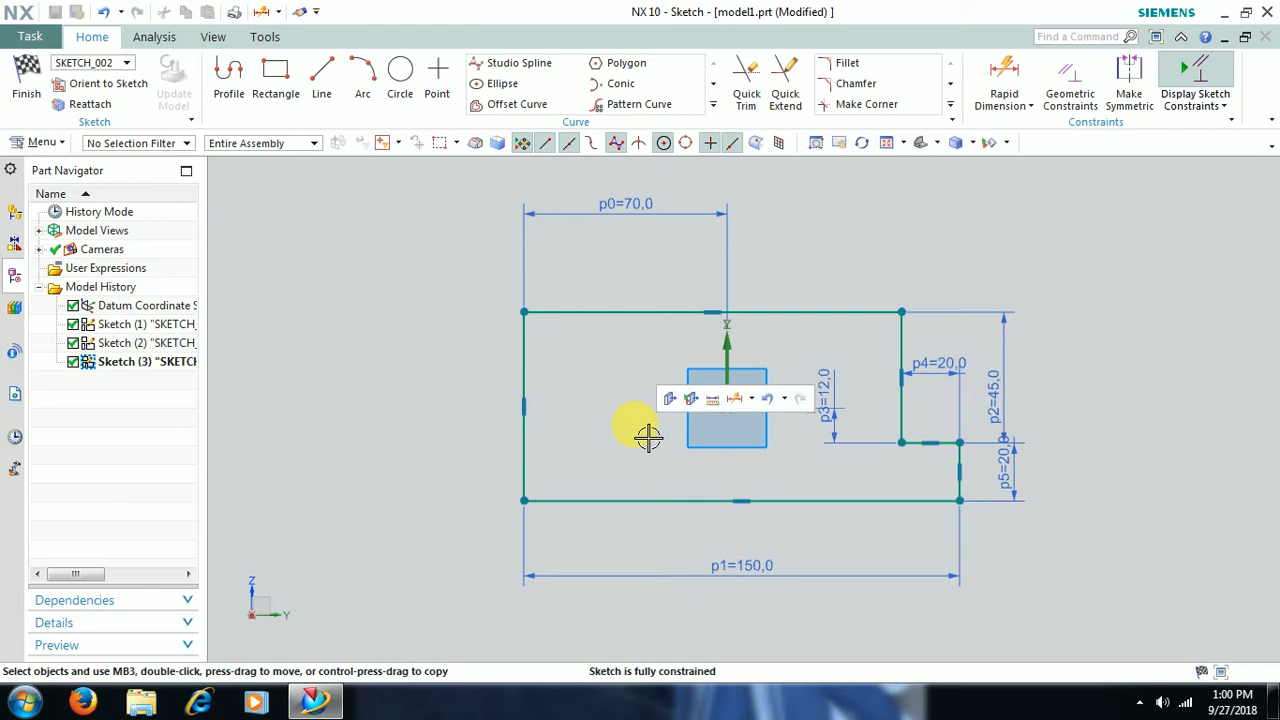 NX
NX 10 - Sketch - [model1.prt (Modified) ]
SIEMENS
Task
Home
Analysis
View
Tools
Find a Command
SKETCH_002
Orient to Sketch
Reattach
Finish
Update Model
Sketch
Profile
Rectangle
Line
Arc
Circle
Point
Studio Spline
Ellipse
Offset Curve
Polygon
Conic
Pattern Curve
Curve
Quick Trim
Quick Extend
Fillet
Chamfer
Make Corner
Rapid Dimension
Geometric Constraints
Make Symmetric
Display Sketch Constraints
Constraints
Menu
No Selection Filter
Entire Assembly
Part Navigator
Name
History Mode
Model Views
Cameras
User Expressions
Model History
Datum Coordinate S
Sketch (1) "SKETCH_
Sketch (2) "SKETCH_
Sketch (3) "SKETC
Dependencies
Details
Preview
p0=70,0
p4=20,0
p3=12,0
p2=45,0
p5=20,0
p1=150,0
Z
Y
Select objects and use MB3, double-click, press-drag to move, or control-press-drag to copy
Sketch is fully constrained
1:00 PM
9/27/2018